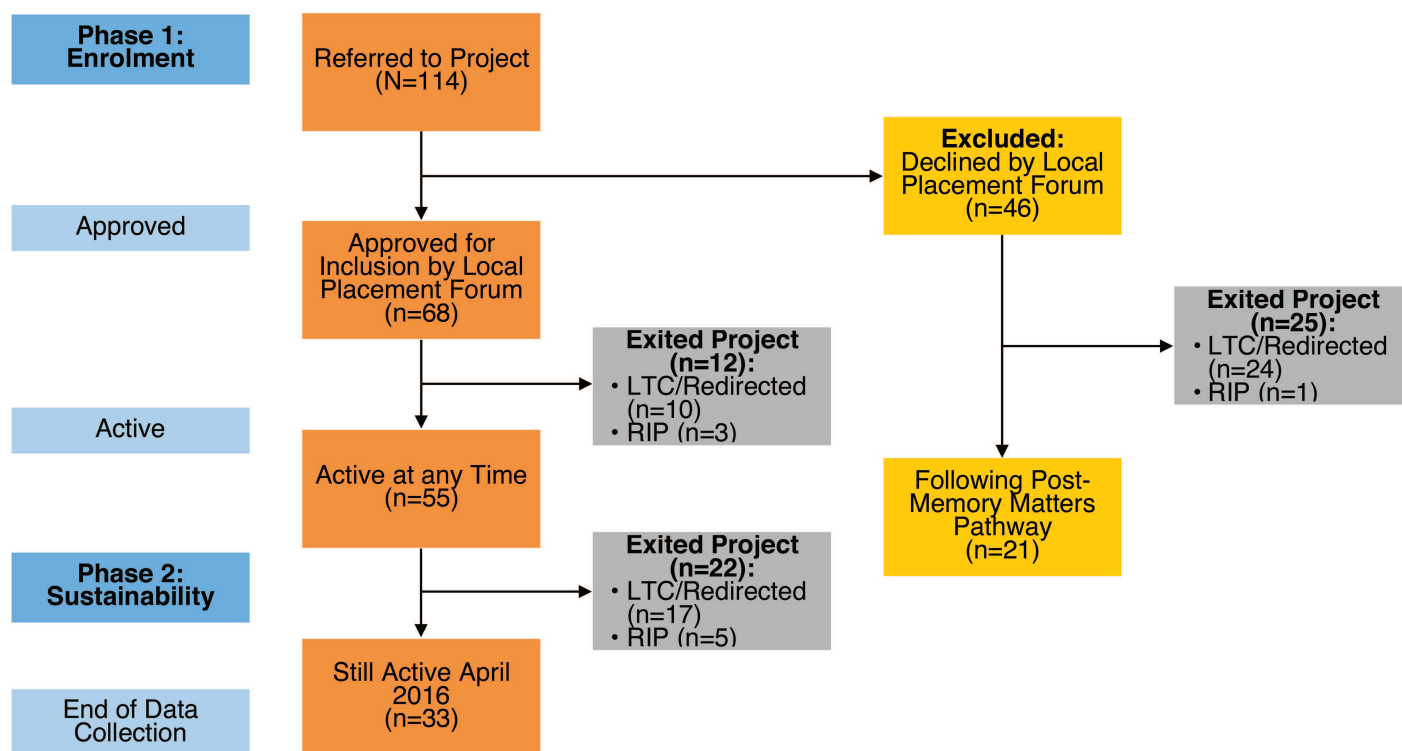 Phase 1:
Enrolment
Referred to Project
(N=114)
Excluded:
Declined by Local
Placement Forum
(n=46)
Approved
Approved for
Inclusion by Local
Placement Forum
(n=68)
Exited Project
(n=25):
• LTC/Redirected
(n=24)
• RIP (n=1)
Exited Project
(n=12):
• LTC/Redirected
(n=10)
• RIP (n=3)
Active
Active at any Time
(n=55)
Following Post-
Memory Matters
Pathway
(n=21)
Exited Project
(n=22):
• LTC/Redirected
(n=17)
• RIP (n=5)
Phase 2:
Sustainability
Still Active April
2016
(n=33)
End of Data
Collection